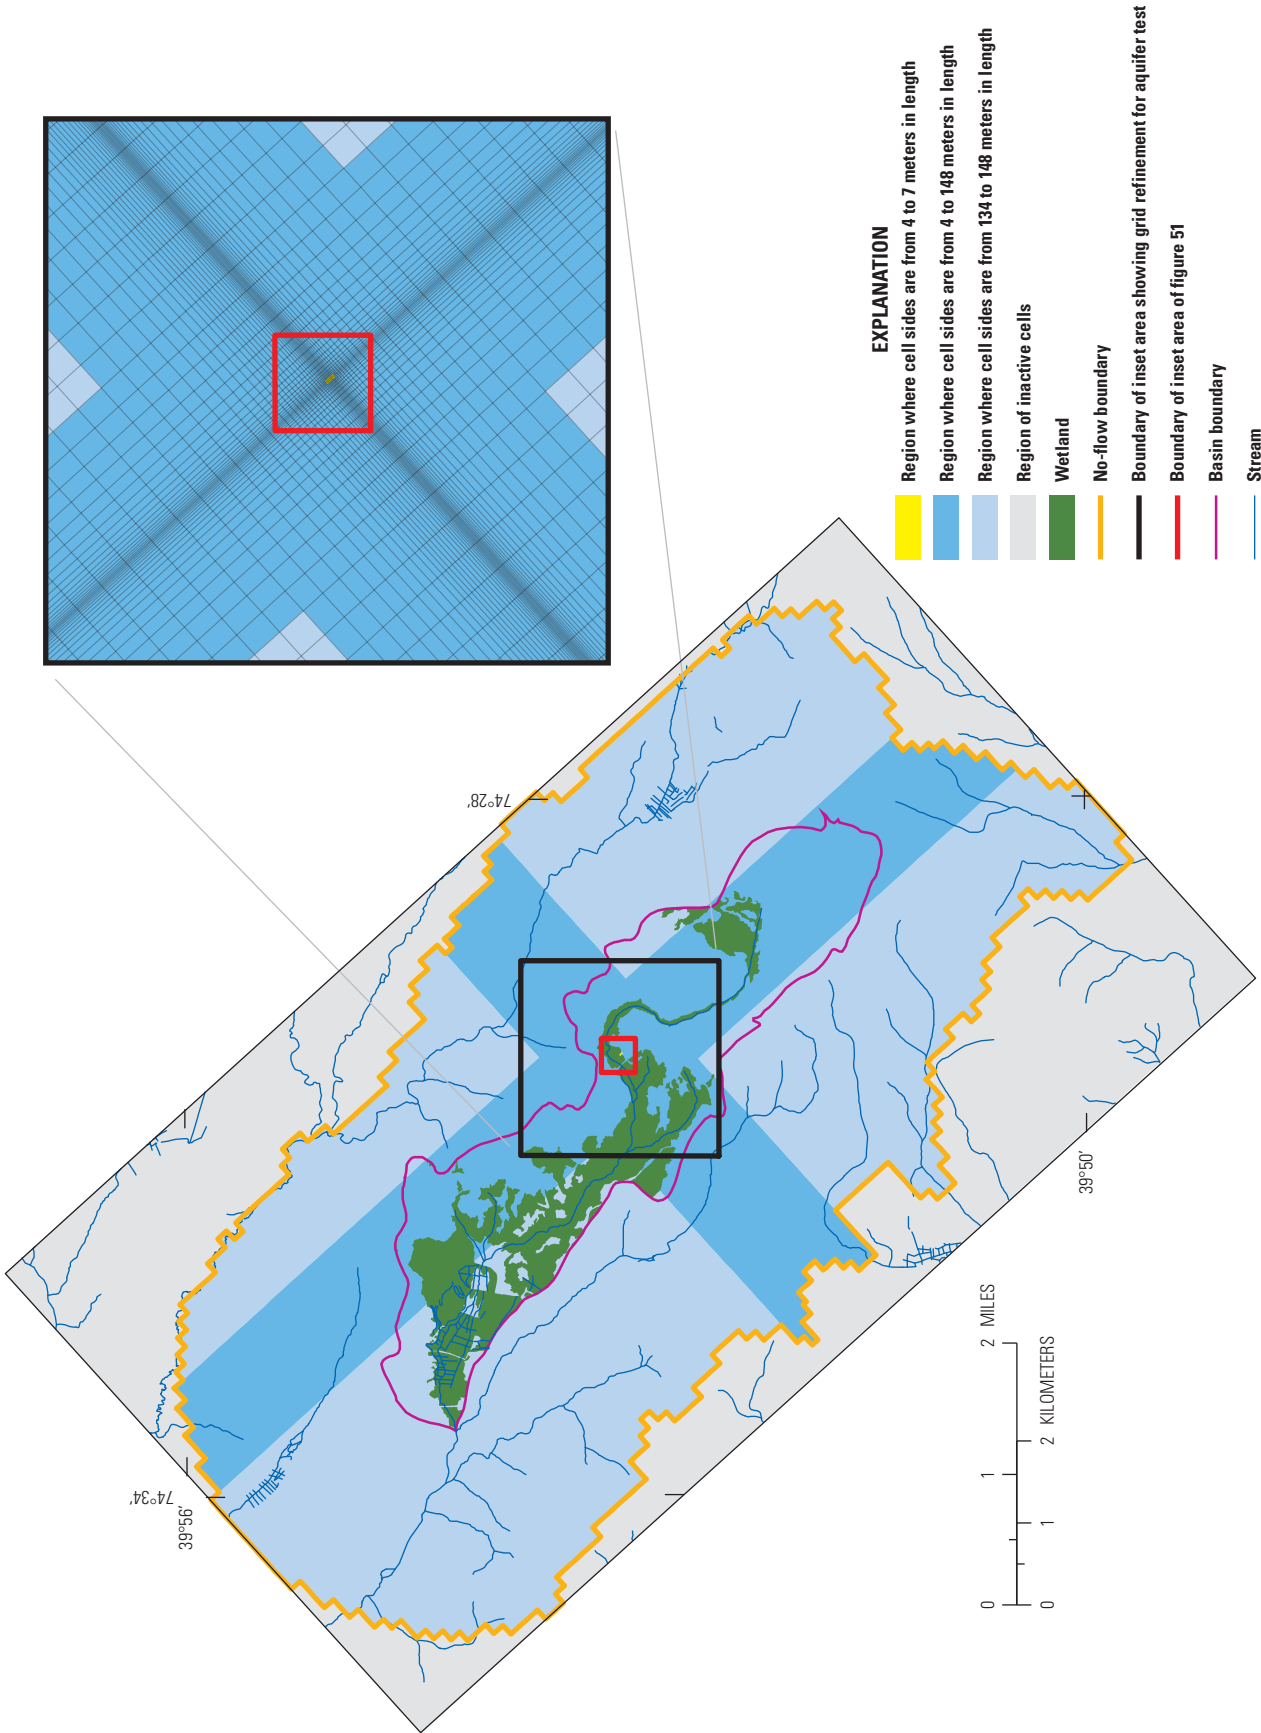 EXPLANATION
Region where cell sides are from 4 to 7 meters in length
Region where cell sides are from 4 to 148 meters in length
Region where cell sides are from 134 to 148 meters in length
Region of inactive cells
Wetland
No-flow boundary
Boundary of inset area showing grid refinement for aquifer test
Boundary of inset area of figure 51
Basin boundary
Stream
74°28'
74°34'
39°56'
39°50'
0 1 2 MILES
0 1 2 KILOMETERS